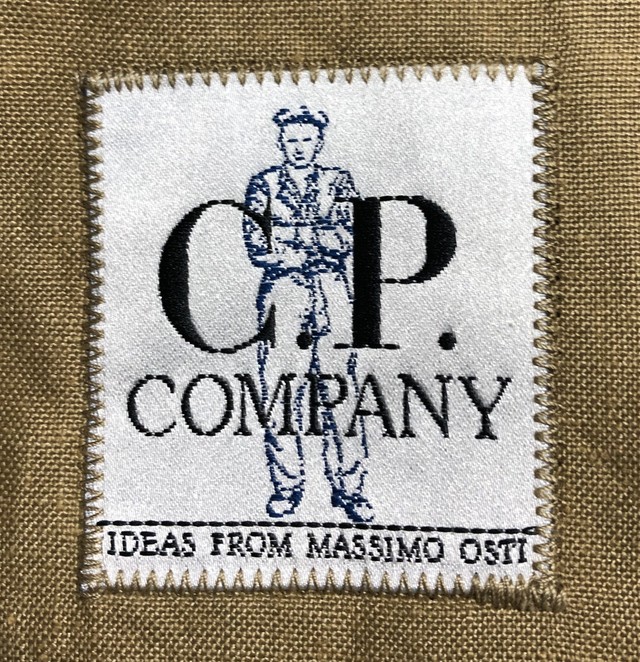 C.P.
COMPANY
IDEAS FROM MASSIMO OSTI